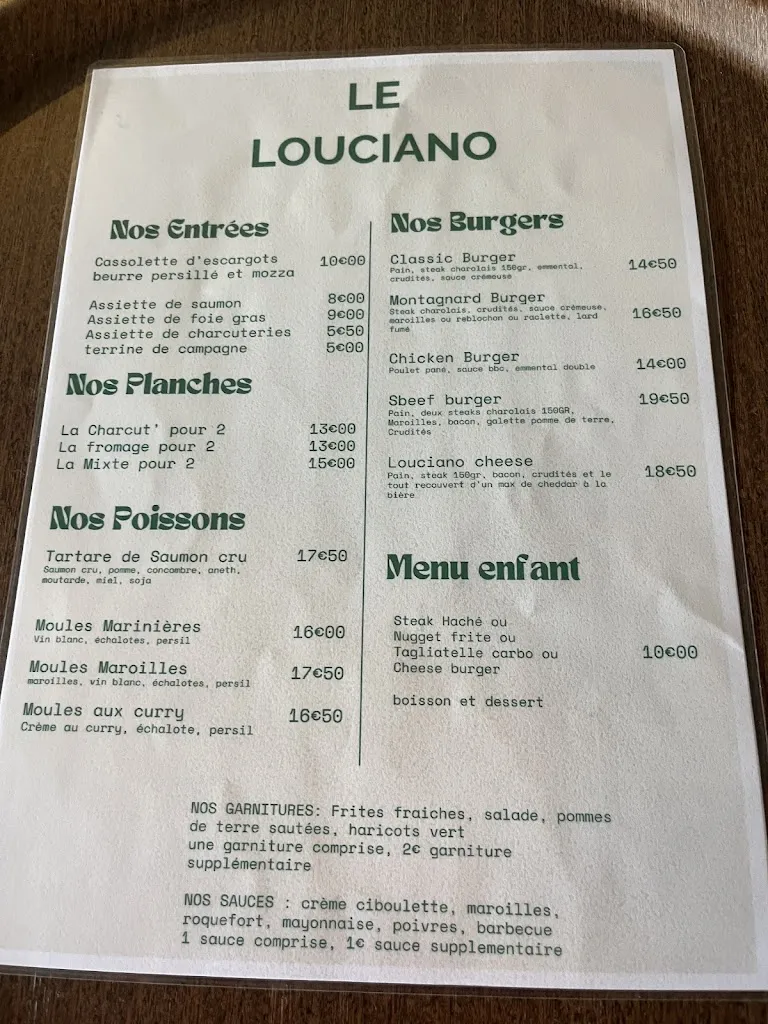 LE
LOUCIANO
Nos Entrées
Cassolette d'escargots 10€00
beurre persillé et mozza
Assiette de saumon 8€00
Assiette de foie gras 9€00
Assiette de charcuteries 5€50
terrine de campagne 5€00
Nos Planches
La Charcut' pour 2 13€00
La fromage pour 2 13€00
La Mixte pour 2 15€00
Nos Poissons
Tartare de Saumon cru 17€50
Saumon cru, pomme, concombre, aneth,
moutarde, miel, soja
Moules Marinières 16€00
Vin blanc, échalotes, persil
Moules Maroilles 17€50
maroilles, vin blanc, échalotes, persil
Moules aux curry 16€50
Crème au curry, échalote, persil
Nos Burgers
Classic Burger 14€50
Pain, steak charolais 150gr, emmental,
crudités, sauce crémeuse
Montagnard Burger
Steak charolais, crudités, sauce crémeuse, 16€50
maroilles ou reblochon ou raclette, lard
fumé
Chicken Burger 14€00
Poulet pané, sauce bbc, emmental double
Sbeef burger 19€50
Pain, deux steaks charolais 150GR,
Maroilles, bacon, galette pomme de terre,
Crudités
Louciano cheese 18€50
Pain, steak 150gr, bacon, crudités et le
tout recouvert d'un max de cheddar à la
bière
Menu enfant
Steak Haché ou
Nugget frite ou
Tagliatelle carbo ou 10€00
Cheese burger
boisson et dessert
NOS GARNITURES: Frites fraiches, salade, pommes
de terre sautées, haricots vert
une garniture comprise, 2€ garniture
supplémentaire
NOS SAUCES : crème ciboulette, maroilles,
roquefort, mayonnaise, poivres, barbecue
1 sauce comprise, 1€ sauce supplementaire